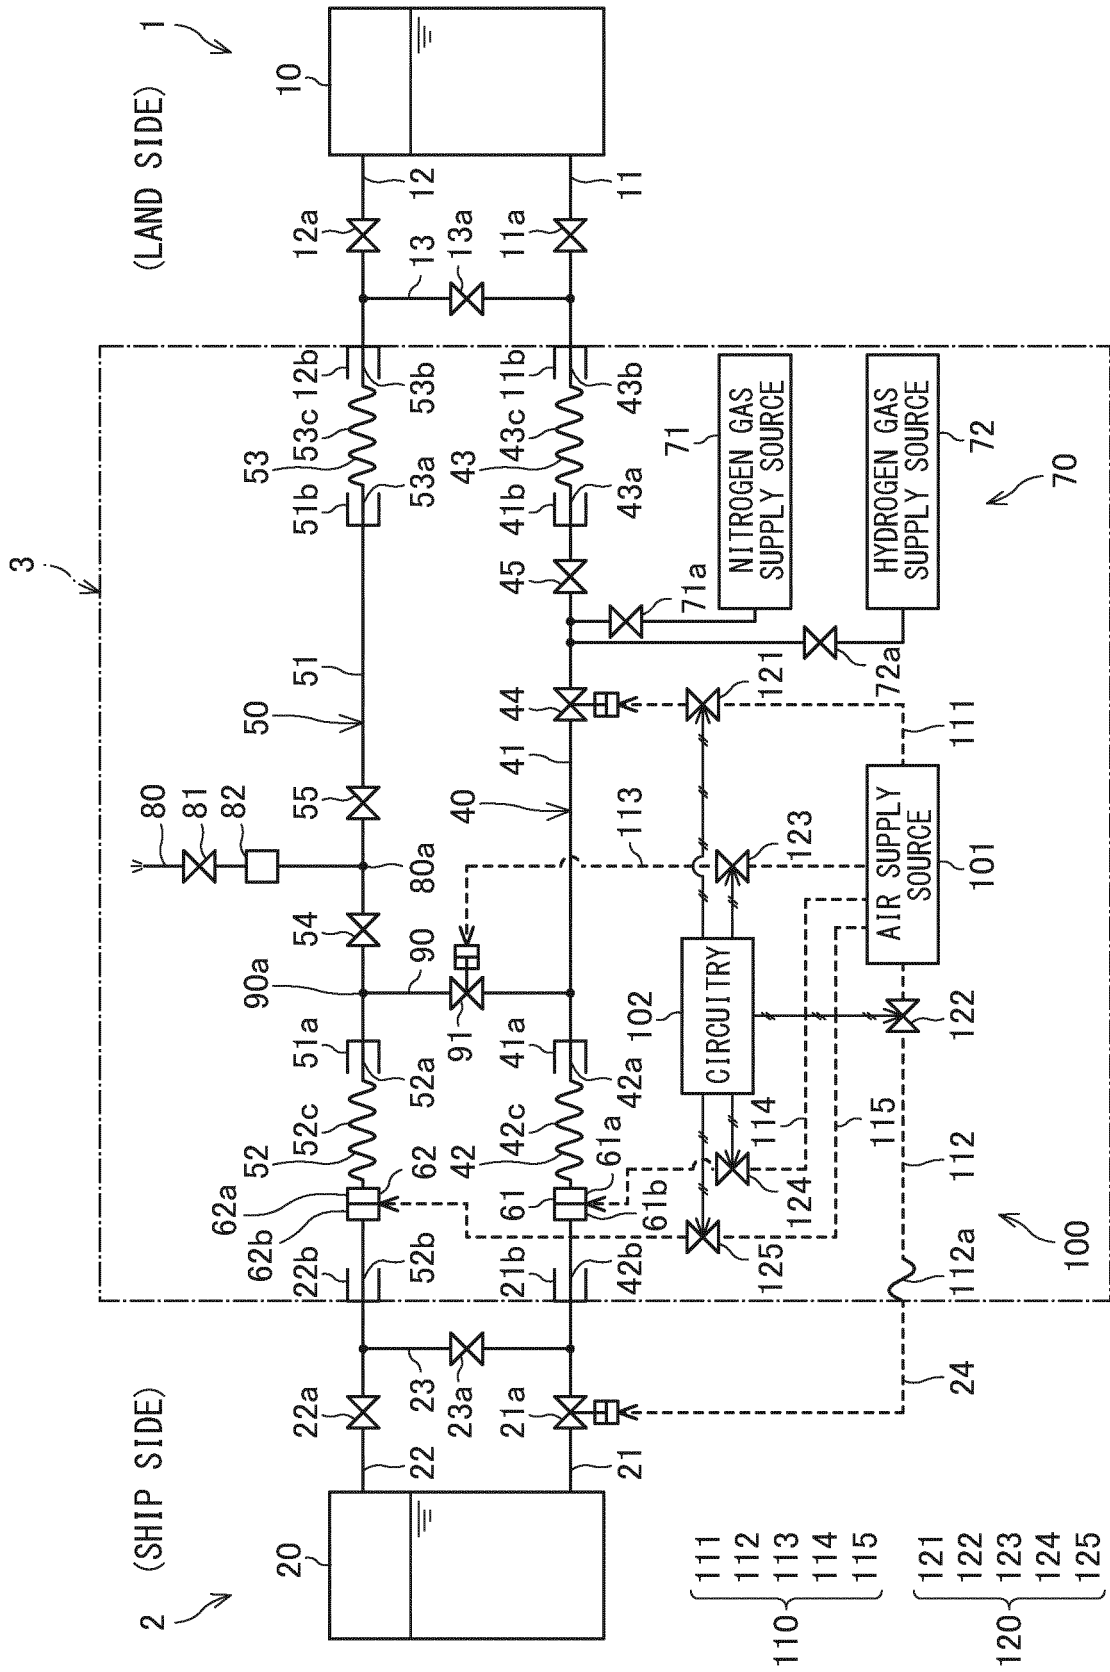 3
2
(SHIP SIDE)
(LAND SIDE)
1
80
81
82
20
10
62b
62a
90a
22b
52
52c
51a
54
55
50
51
51b
53
53c
12b
22a
12a
22
23
52b
62
52a
90
80a
53a
53b
13
12
23a
91
40
13a
21a
21b
61
42
42c
41a
41
44
45
41b
43
43c
11b
11a
21
42b
61b
61a
42a
113
43a
43b
11
102
71a
71
CIRCUITRY
NITROGEN GAS
SUPPLY SOURCE
125
124
114
123
121
115
122
AIR SUPPLY
SOURCE
72a
HYDROGEN GAS
SUPPLY SOURCE
24
112a
112
101
111
72
100
70
110
111
112
113
114
115
120
121
122
123
124
125